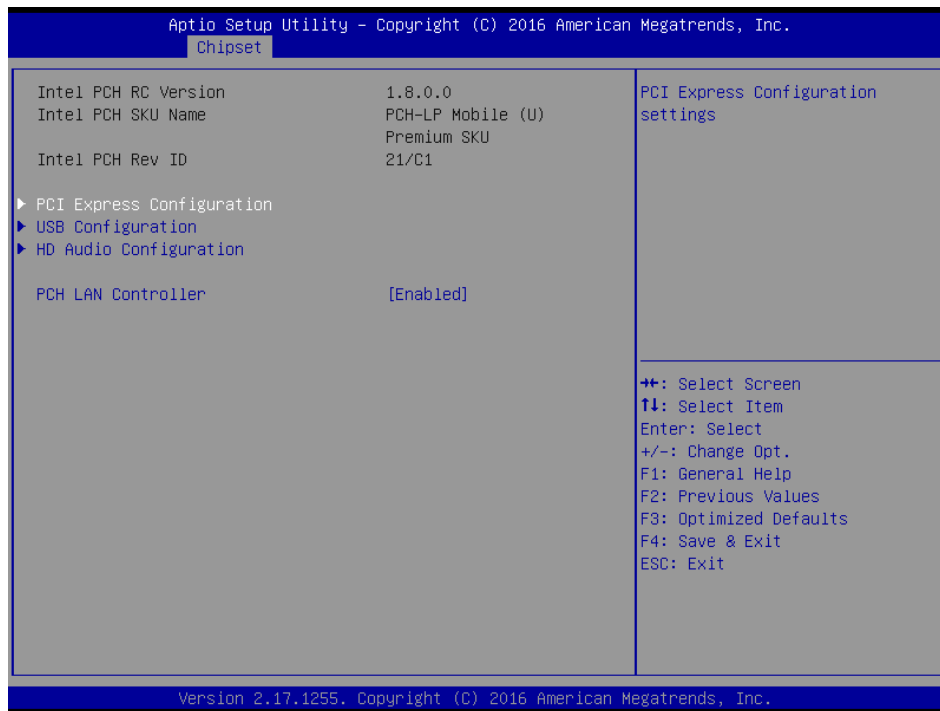 Aptio Setup Utility – Copyright (C) 2016 American Megatrends, Inc.
Chipset
Intel PCH RC Version 1.8.0.0
Intel PCH SKU Name PCH-LP Mobile (U)
Premium SKU
Intel PCH Rev ID 21/C1
PCI Express Configuration
USB Configuration
HD Audio Configuration
PCH LAN Controller [Enabled]
PCI Express Configuration
settings
→←: Select Screen
↑↓: Select Item
Enter: Select
+/-: Change Opt.
F1: General Help
F2: Previous Values
F3: Optimized Defaults
F4: Save & Exit
ESC: Exit
Version 2.17.1255. Copyright (C) 2016 American Megatrends, Inc.